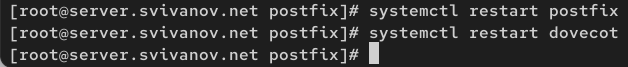 [root@server.svivanov.net postfix]# systemctl restart postfix
[root@server.svivanov.net postfix]# systemctl restart dovecot
[root@server.svivanov.net postfix]#